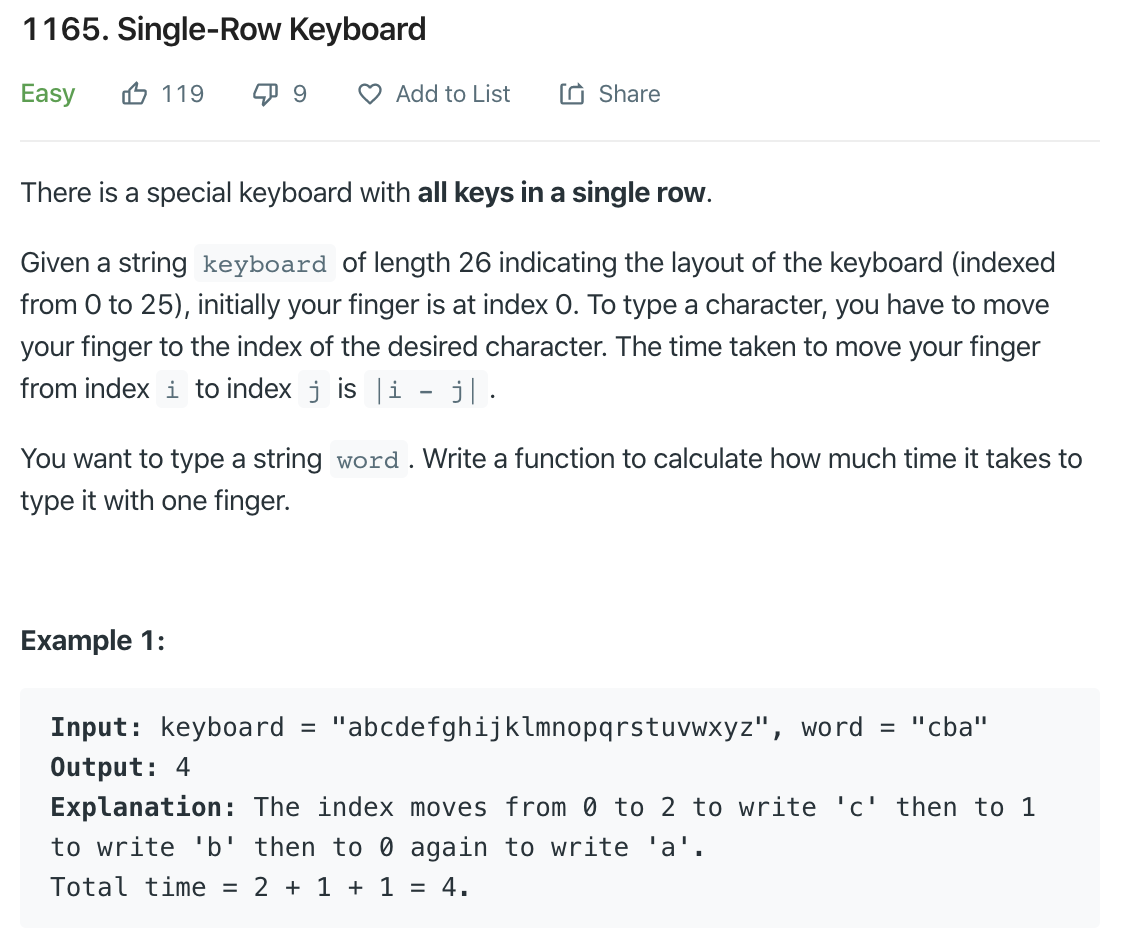 1165. Single-Row Keyboard
Easy 119 9 Add to List Share
There is a special keyboard with all keys in a single row.
Given a string keyboard of length 26 indicating the layout of the keyboard (indexed
from 0 to 25), initially your finger is at index 0. To type a character, you have to move
your finger to the index of the desired character. The time taken to move your finger
from index i to index j is |i - j|.
You want to type a string word. Write a function to calculate how much time it takes to
type it with one finger.
Example 1:
Input: keyboard = "abcdefghijklmnopqrstuvwxyz", word = "cba"
Output: 4
Explanation: The index moves from 0 to 2 to write 'c' then to 1
to write 'b' then to 0 again to write 'a'.
Total time = 2 + 1 + 1 = 4.